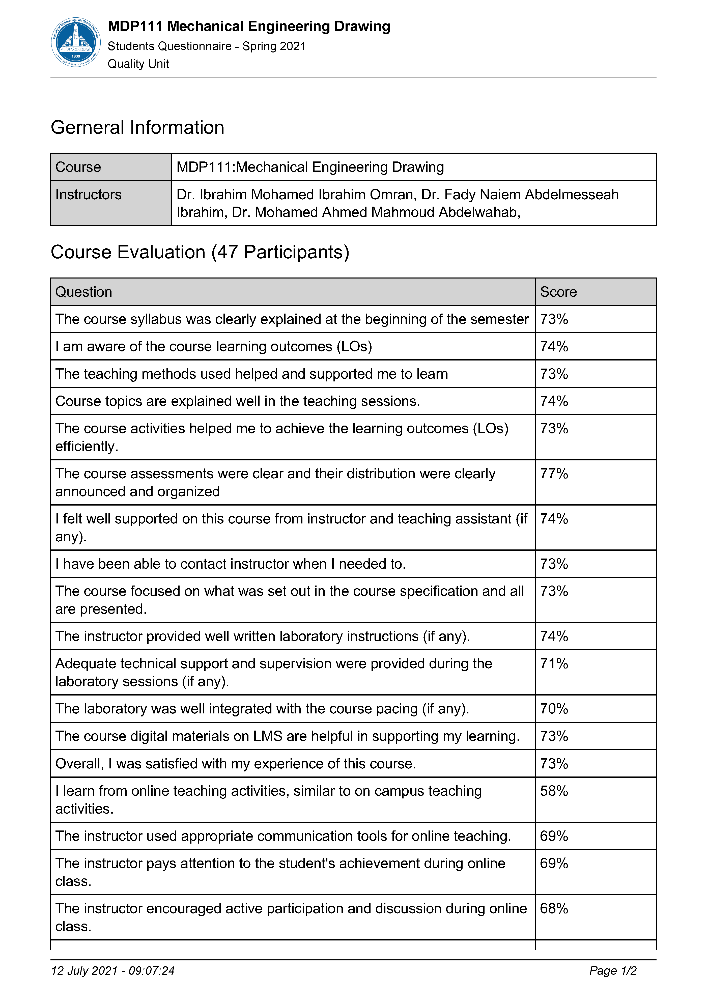 Faculty of Engineering - Ain Shams University
1839
MDP111 Mechanical Engineering Drawing
Students Questionnaire - Spring 2021
Quality Unit
Gerneral Information
Course MDP111:Mechanical Engineering Drawing
Instructors Dr. Ibrahim Mohamed Ibrahim Omran, Dr. Fady Naiem Abdelmesseah
Ibrahim, Dr. Mohamed Ahmed Mahmoud Abdelwahab,
Course Evaluation (47 Participants)
Question Score
The course syllabus was clearly explained at the beginning of the semester 73%
I am aware of the course learning outcomes (LOs) 74%
The teaching methods used helped and supported me to learn 73%
Course topics are explained well in the teaching sessions. 74%
The course activities helped me to achieve the learning outcomes (LOs) 73%
efficiently.
The course assessments were clear and their distribution were clearly 77%
announced and organized
I felt well supported on this course from instructor and teaching assistant (if 74%
any).
I have been able to contact instructor when I needed to. 73%
The course focused on what was set out in the course specification and all 73%
are presented.
The instructor provided well written laboratory instructions (if any). 74%
Adequate technical support and supervision were provided during the 71%
laboratory sessions (if any).
The laboratory was well integrated with the course pacing (if any). 70%
The course digital materials on LMS are helpful in supporting my learning. 73%
Overall, I was satisfied with my experience of this course. 73%
I learn from online teaching activities, similar to on campus teaching 58%
activities.
The instructor used appropriate communication tools for online teaching. 69%
The instructor pays attention to the student's achievement during online 69%
class.
The instructor encouraged active participation and discussion during online 68%
class.
12 July 2021 - 09:07:24 Page 1/2